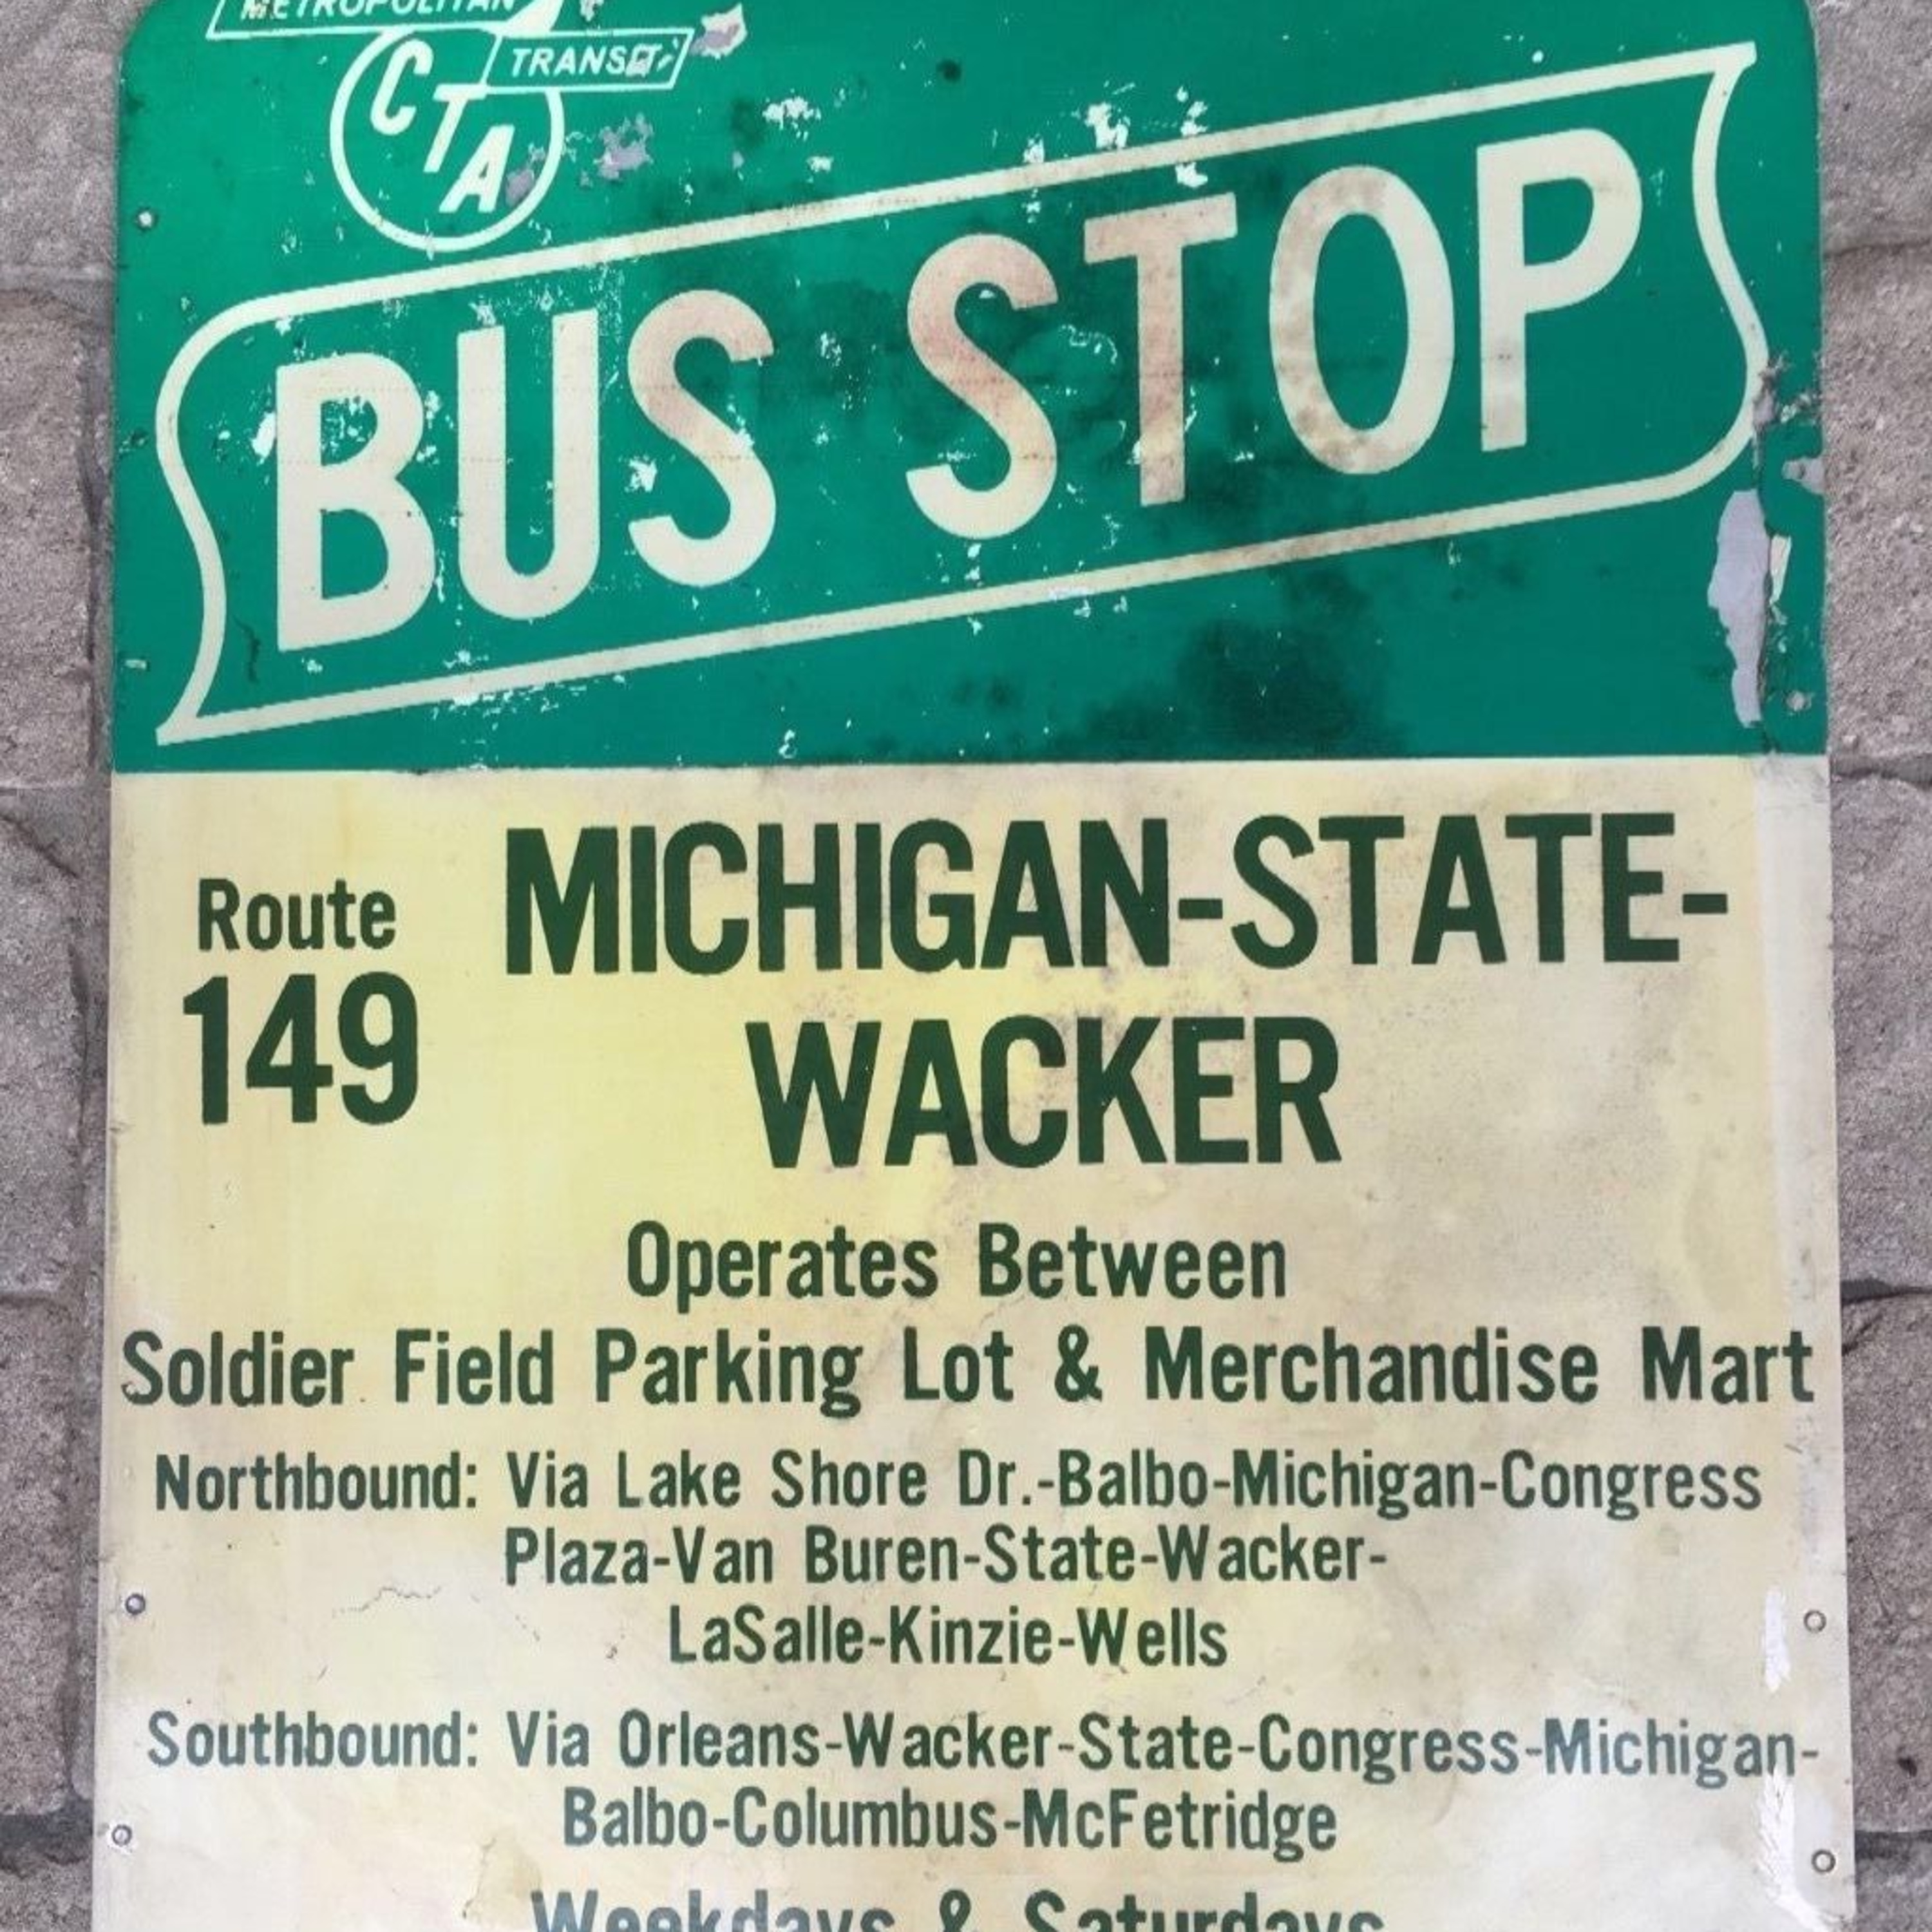 METROPOLITAN
TRANSIT
CTA
BUS STOP
Route
149
MICHIGAN-STATE-
WACKER
Operates Between
Soldier Field Parking Lot & Merchandise Mart
Northbound: Via Lake Shore Dr.-Balbo-Michigan-Congress
Plaza-Van Buren-State-Wacker-
LaSalle-Kinzie-Wells
Southbound: Via Orleans-Wacker-State-Congress-Michigan-
Balbo-Columbus-McFetridge
Weekdays & Saturdays